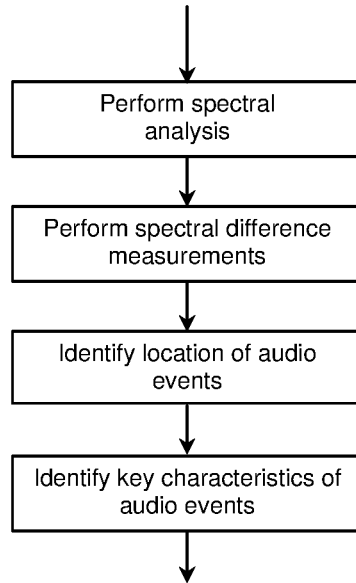 Perform spectral
analysis
Perform spectral difference
measurements
Identify location of audio
events
Identify key characteristics of
audio events